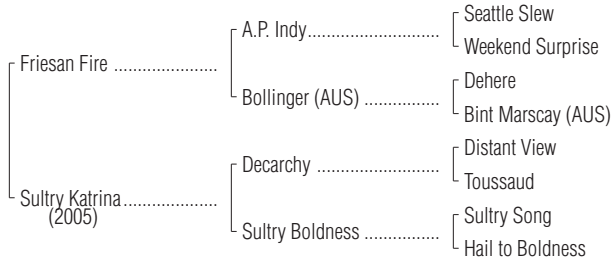 Seattle Slew
A.P. Indy
Weekend Surprise
Friesan Fire
Dehere
Bollinger (AUS)
Bint Marscay (AUS)
Distant View
Decarchy
Toussaud
Sultry Katrina
(2005)
Sultry Song
Sultry Boldness
Hail to Boldness